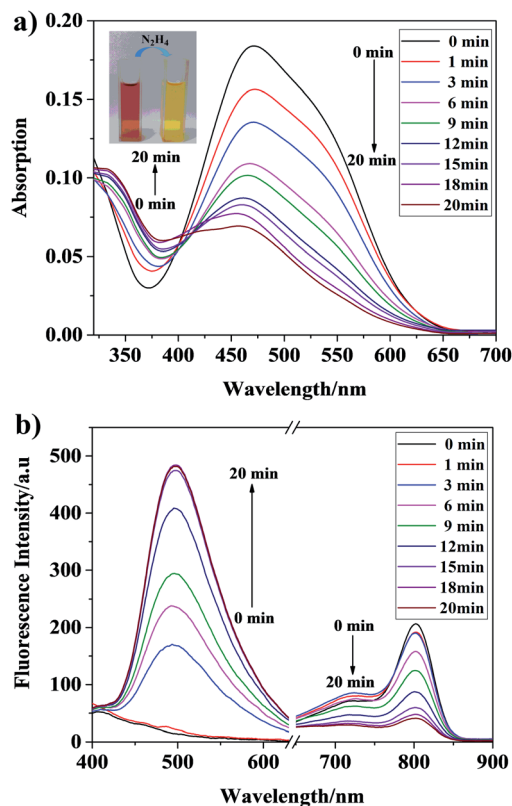 a)
N₂H₄
0 min
20 min
20 min
0 min
0.20
0.15
0.10
0.05
0.00
Absorption
350 400 450 500 550 600 650 700
Wavelength/nm
0 min
1 min
3 min
6 min
9 min
12min
15min
18min
20min
b)
500
400
300
200
100
0
Fluorescence Intensity/a.u
20 min
0 min
0 min
20 min
400 500 600 700 800 900
Wavelength/nm
0 min
1 min
3 min
6 min
9 min
12min
15min
18min
20min